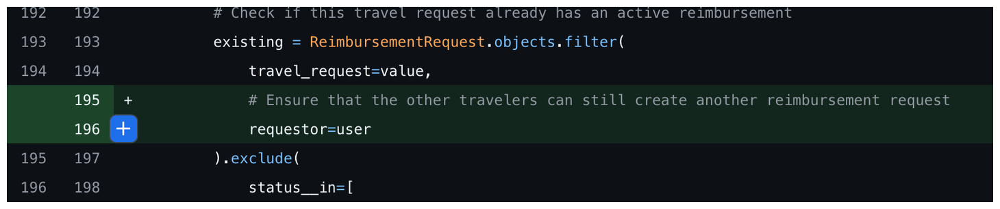 192 192 # Check if this travel request already has an active reimbursement
193 193 existing = ReimbursementRequest.objects.filter(
194 194 travel_request=value,
195 + # Ensure that the other travelers can still create another reimbursement request
196 + requestor=user
195 197 ).exclude(
196 198 status__in=[